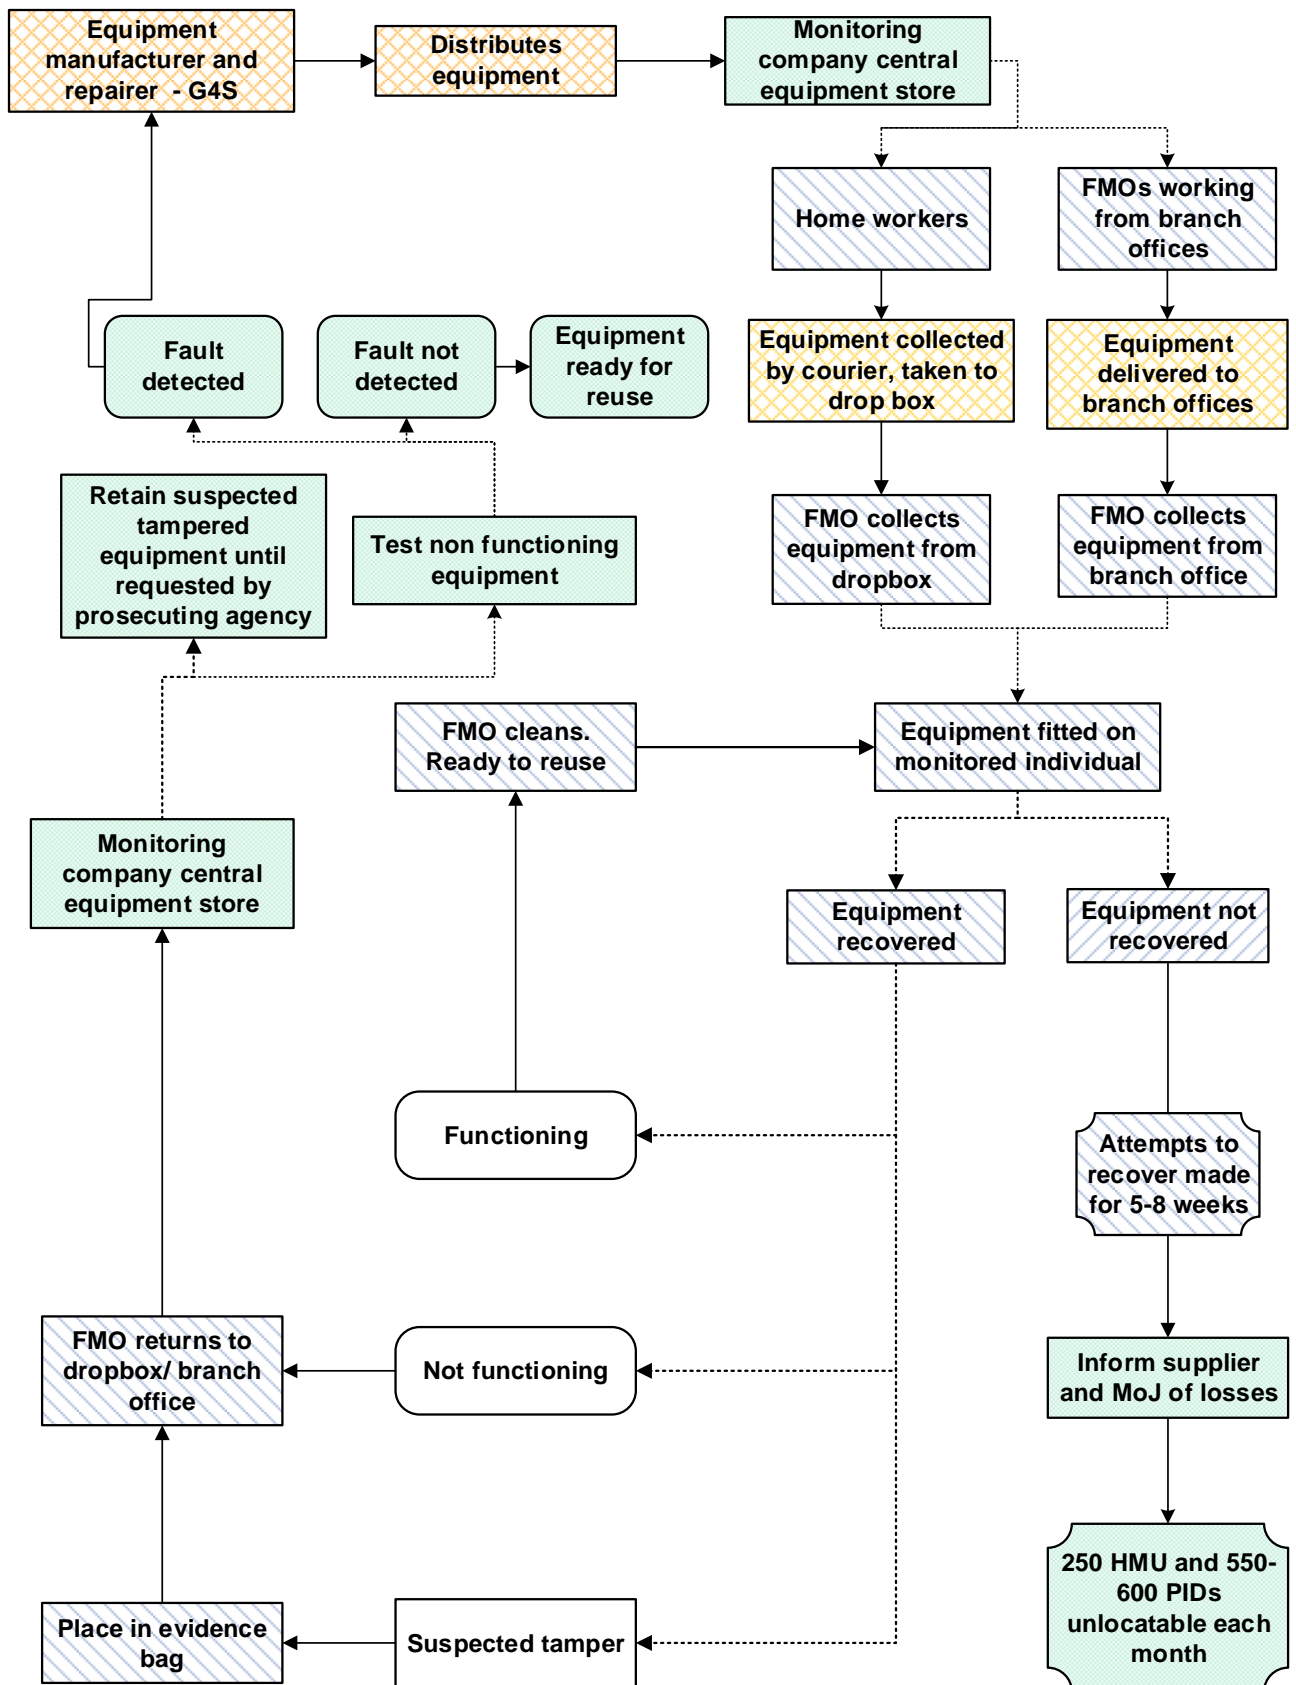 Equipment
manufacturer and
repairer  - G4S
Distributes
equipment
Monitoring
company central
equipment store
Home workers
FMOs working
from branch
offices
Fault
detected
Fault not
detected
Equipment
ready for
reuse
Equipment collected
by courier, taken to
drop box
Equipment
delivered to
branch offices
Retain suspected
tampered
equipment until
requested by
prosecuting agency
Test non functioning
equipment
FMO collects
equipment from
dropbox
FMO collects
equipment from
branch office
FMO cleans.
Ready to reuse
Equipment fitted on
monitored individual
Monitoring
company central
equipment store
Equipment
recovered
Equipment not
recovered
Functioning
Attempts to
recover made
for 5-8 weeks
FMO returns to
dropbox/ branch
office
Not functioning
Inform supplier
and MoJ of losses
Place in evidence
bag
Suspected tamper
250 HMU and 550-
600 PIDs
unlocatable each
month